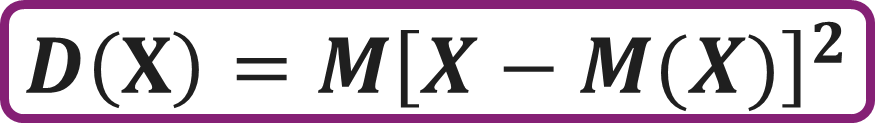 D(X) = M[X − M(X)]²